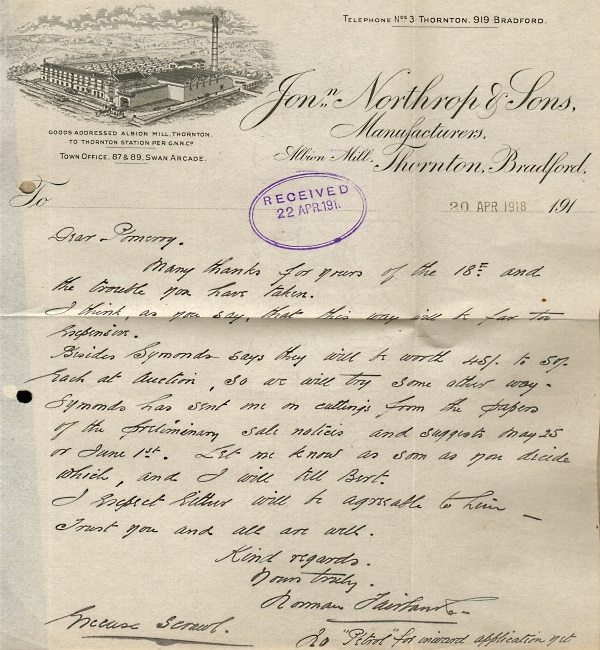 TELEPHONE Nos 3 THORNTON. 919 BRADFORD.
Jonn. Northrop & Sons,
Manufacturers,
Albion Mill, Thornton, Bradford,
GOODS ADDRESSED ALBION MILL, THORNTON.
TO THORNTON STATION PER G.N.R.Co
TOWN OFFICE. 87 & 89, SWAN ARCADE.
To
RECEIVED
22 APR.191
20 APR 1918 191
Dear Pomeroy.
Many thanks for yours of the 18th and
the trouble you have taken.
I think, as you say, that this way will be far too
expensive.
Besides Symonds says they will be worth 45/- to 50/-
each at Auction, so we will try some other way -
Symonds has sent me on cuttings from the papers
of the preliminary sale notices and suggests May 25
or June 1st. Let me know as soon as you decide
which, and I will tell Bert.
I expect either will be agreeable to him -
Trust you and all are well.
Kind regards.
Yours truly.
Norman
Excuse scrawl.
"Petrol" for inward application yet